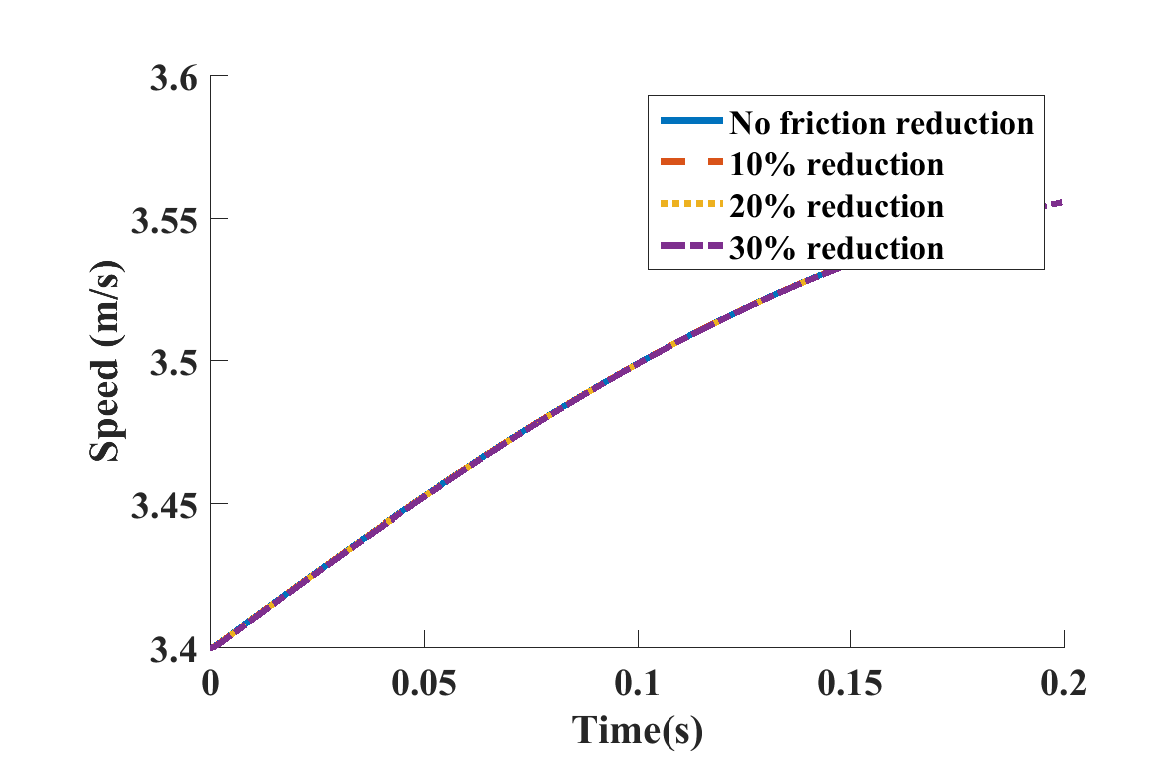 3.6
3.55
3.5
3.45
3.4
Speed (m/s)
No friction reduction
10% reduction
20% reduction
30% reduction
0
0.05
0.1
0.15
0.2
Time(s)